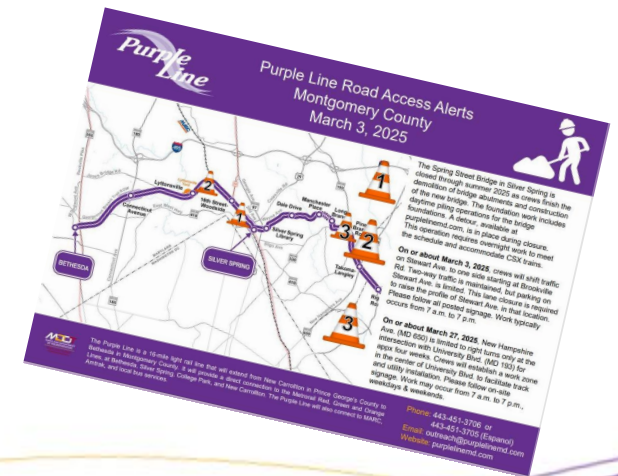 Purple
Line
Purple Line Road Access Alerts
Montgomery County
March 3, 2025
The Spring Street Bridge in Silver Spring is
closed through summer 2025 as crews finish the
demolition of bridge abutments and construction
of the new bridge. The foundation work includes
daytime piling operations for the bridge
foundations. A detour, available at
purplelinemd.com, is in place during closure.
This operation requires overnight work to meet
the schedule and accommodate CSX trains.
On or about March 3, 2025, crews will shift traffic
on Stewart Ave. to one side starting at Brookville
Rd. Two-way traffic is maintained, but parking on
Stewart Ave. is limited. This lane closure is required
to raise the profile of Stewart Ave. in that location.
Please follow all posted signage. Work typically
occurs from 7 a.m. to 7 p.m.
On or about March 27, 2025, New Hampshire
Ave. (MD 650) is limited to right turns only at the
intersection with University Blvd. (MD 193) for
appx four weeks. Crews will establish a work zone
in the center of University Blvd. to facilitate track
and utility installation. Please follow on-site
signage. Work may occur from 7 a.m. to 7 p.m.,
weekdays & weekends.
BETHESDA
Connecticut
Avenue
Lyttonsville
2
16th Street
Woodside
1
SILVER SPRING
Silver Spring
Library
Dale Drive
Manchester
Place
Long
3
Takoma
Langley
1
2
3
The Purple Line is a 16-mile light rail line that will extend from New Carrollton in Prince George's County to
Bethesda in Montgomery County. It will provide a direct connection to the Metrorail Red, Green and Orange
Lines, at Bethesda, Silver Spring, College Park, and New Carrollton. The Purple Line will also connect to MARC,
Amtrak, and local bus services.
Phone: 443-451-3706 or
443-451-3705 (Espanol)
Email: outreach@purplelinemd.com
Website: purplelinemd.com